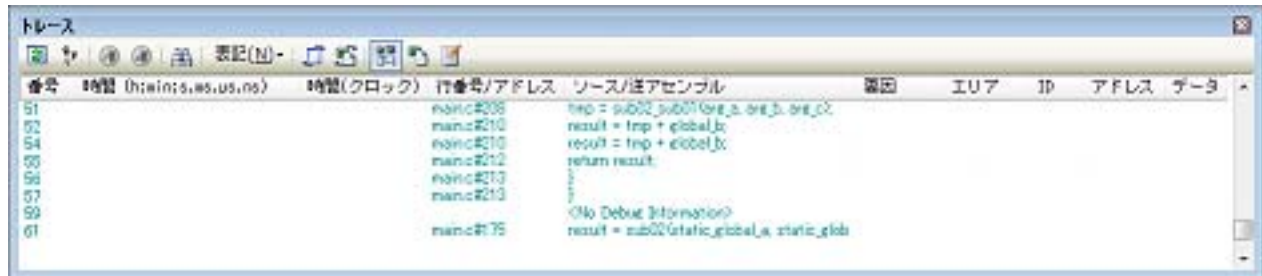 トレース
表記(N)-
番号 時間 (h:min:s.ms.us.ns) 時間(クロック) 行番号/アドレス ソース/逆アセンブル 要因 エリア ID アドレス データ
51 main.c#208 tmp = sub02_sub01(arg_a, arg_b, arg_c);
52 main.c#210 result = tmp + global_b;
54 main.c#210 result = tmp + global_b;
55 main.c#212 return result;
56 main.c#213 }
57 main.c#213 }
59 <No Debug Information>
61 main.c#175 result = sub02(static_global_a, static_glob